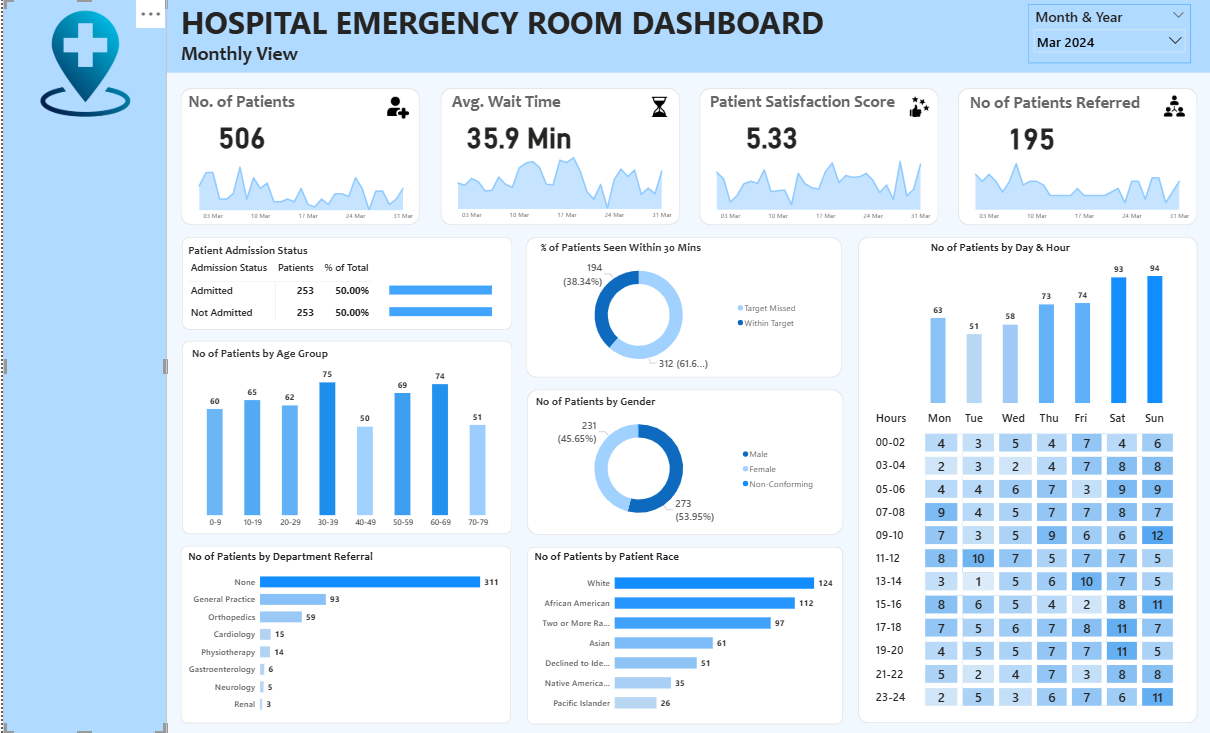 HOSPITAL EMERGENCY ROOM DASHBOARD
Monthly View
Month & Year
Mar 2024
No. of Patients
506
03 Mar 10 Mar 17 Mar 24 Mar 31 Mar
Avg. Wait Time
35.9 Min
03 Mar 10 Mar 17 Mar 24 Mar 31 Mar
Patient Satisfaction Score
5.33
03 Mar 10 Mar 17 Mar 24 Mar 31 Mar
No of Patients Referred
195
03 Mar 10 Mar 17 Mar 24 Mar 31 Mar
Patient Admission Status
Admission Status Patients % of Total
Admitted 253 50.00%
Not Admitted 253 50.00%
No of Patients by Age Group
60 65 62 75 50 69 74 51
0-9 10-19 20-29 30-39 40-49 50-59 60-69 70-79
No of Patients by Department Referral
None 311
General Practice 93
Orthopedics 59
Cardiology 15
Physiotherapy 14
Gastroenterology 6
Neurology 5
Renal 3
% of Patients Seen Within 30 Mins
194
(38.34%)
312 (61.6...)
Target Missed
Within Target
No of Patients by Gender
231
(45.65%)
273
(53.95%)
Male
Female
Non-Conforming
No of Patients by Patient Race
White 124
African American 112
Two or More Ra... 97
Asian 61
Declined to Ide... 51
Native America... 35
Pacific Islander 26
No of Patients by Day & Hour
63 51 58 73 74 93 94
Hours Mon Tue Wed Thu Fri Sat Sun
00-02 4 3 5 4 7 4 6
03-04 2 3 2 4 7 8 8
05-06 4 4 6 7 3 9 9
07-08 9 4 5 7 7 8 7
09-10 7 3 5 9 6 6 12
11-12 8 10 7 5 7 7 5
13-14 3 1 5 6 10 7 5
15-16 8 6 5 4 2 8 11
17-18 7 5 6 7 8 11 7
19-20 4 5 5 7 7 11 5
21-22 5 2 4 7 3 8 8
23-24 2 5 3 6 7 6 11